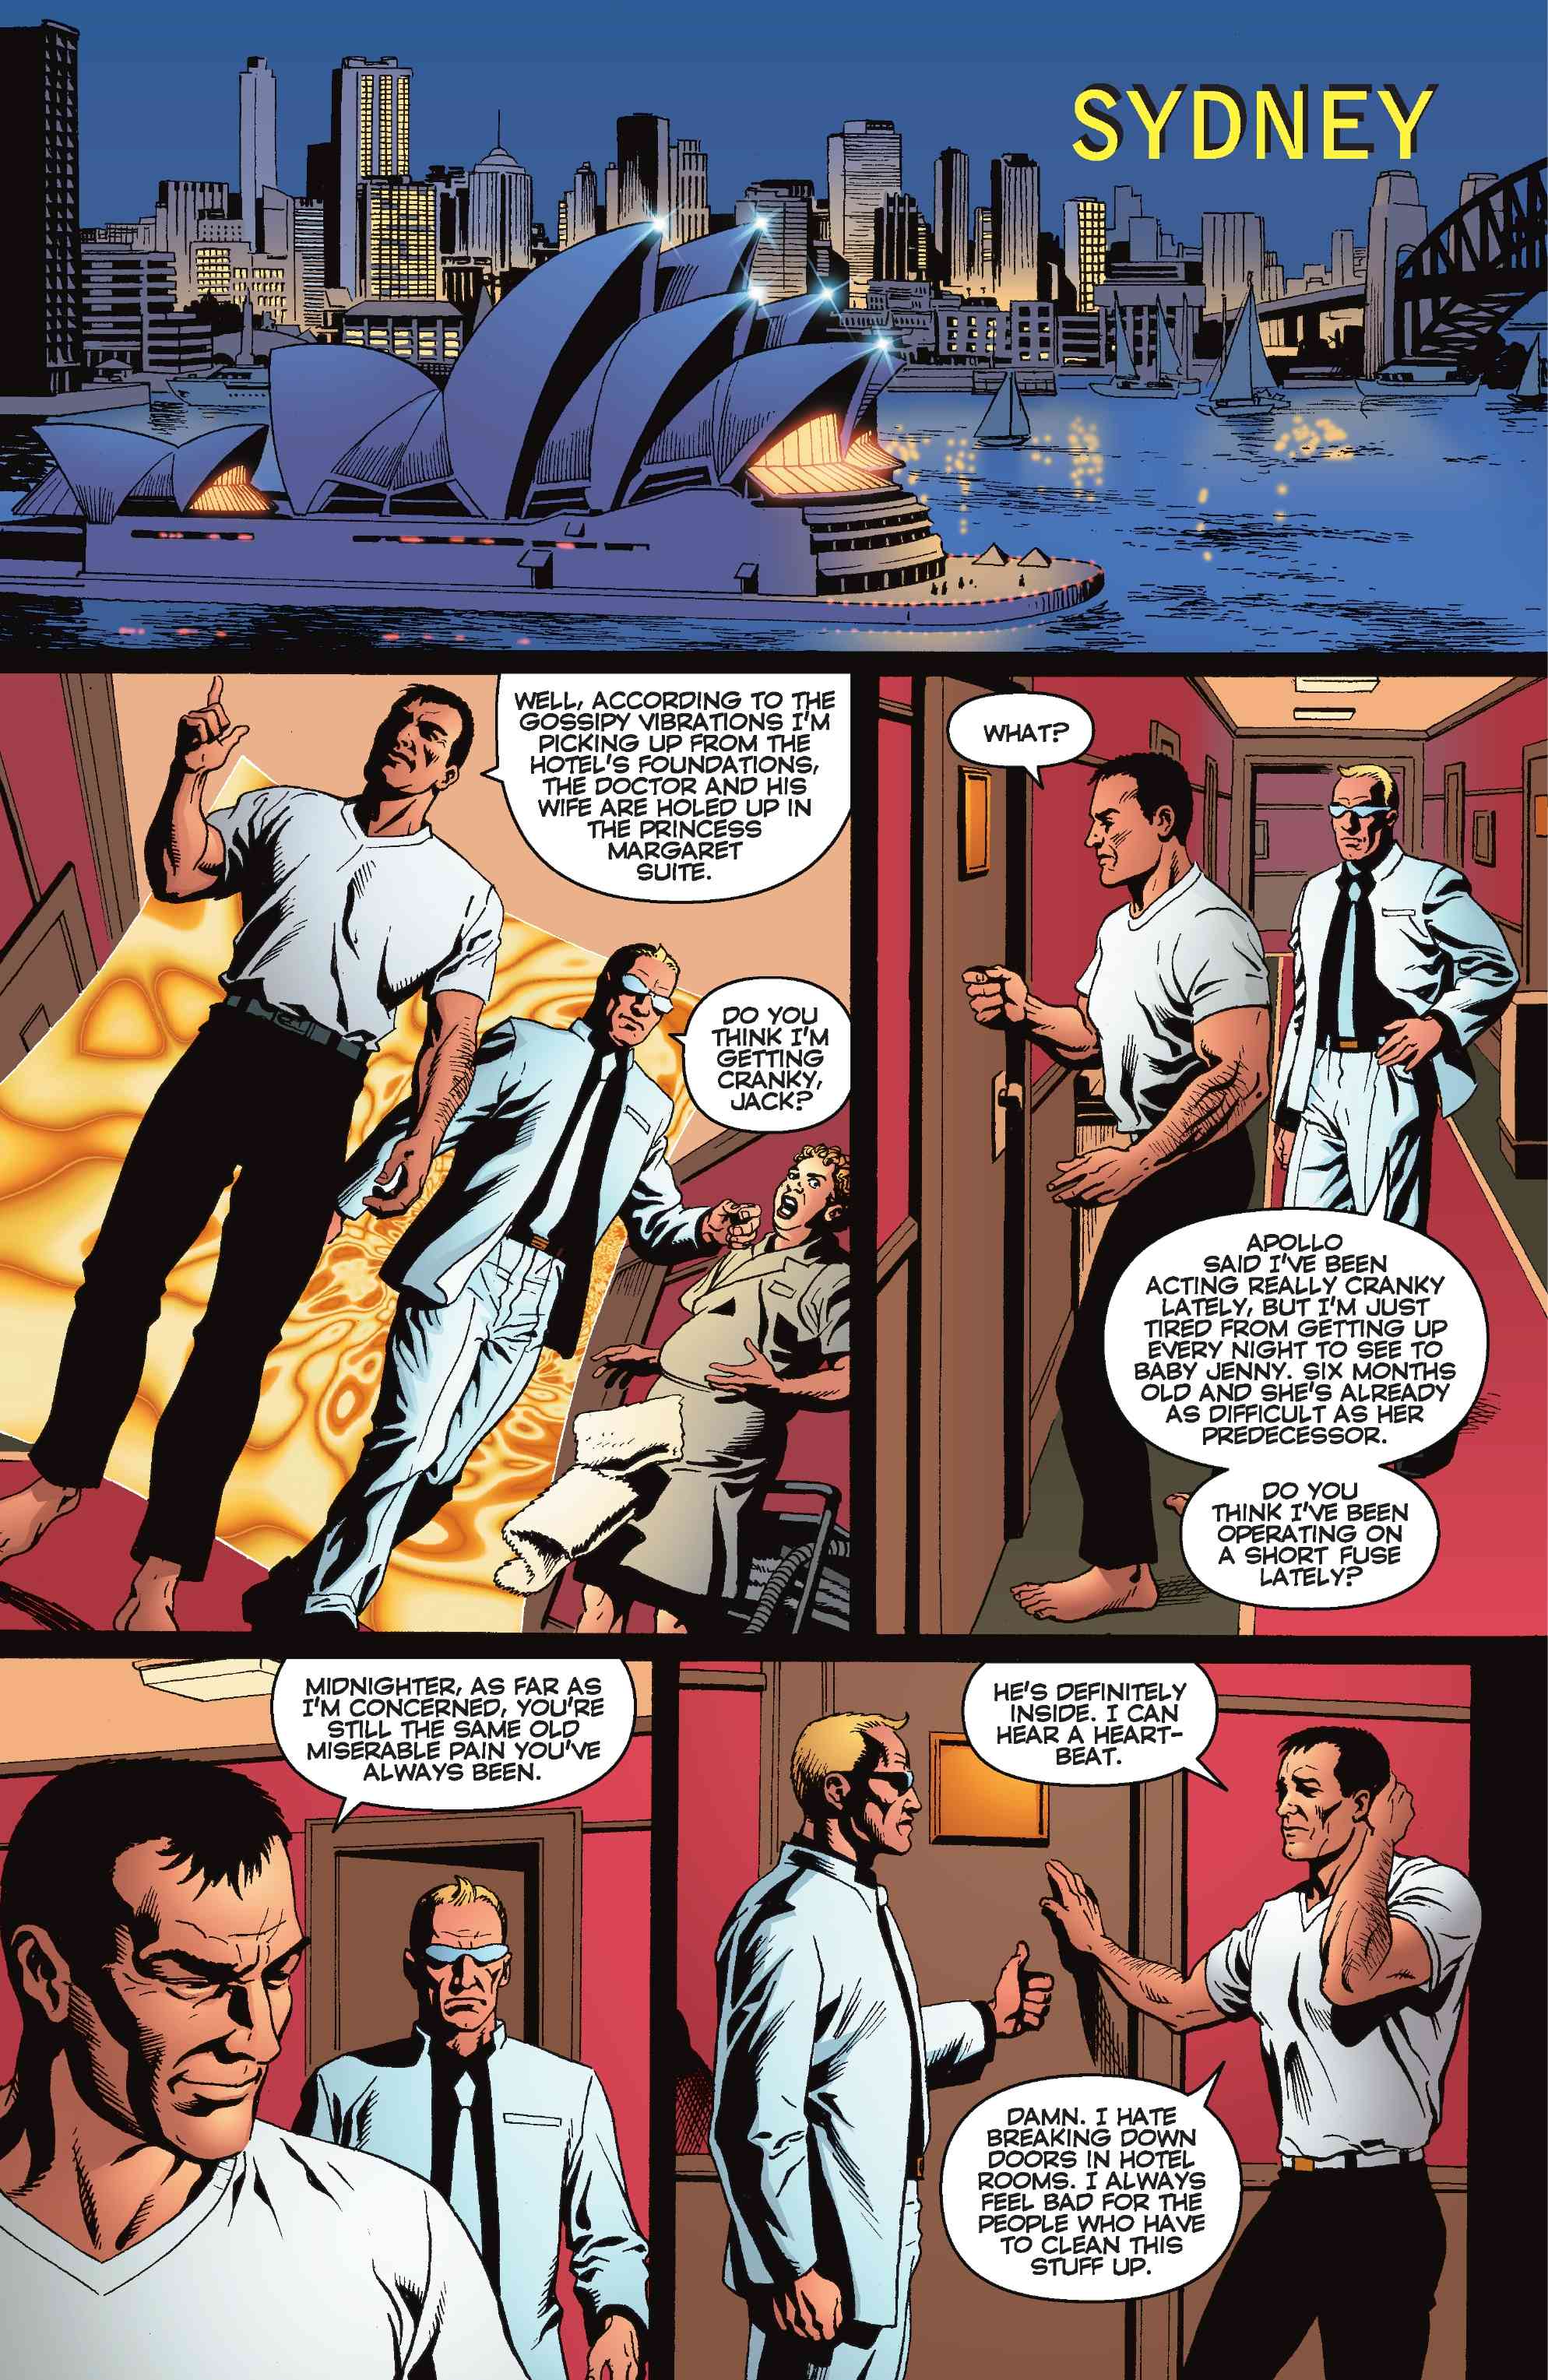 SYDNEY
WELL, ACCORDING TO THE
GOSSIPY VIBRATIONS I'M
PICKING UP FROM THE
HOTEL'S FOUNDATIONS,
THE DOCTOR AND HIS
WIFE ARE HOLED UP IN
THE PRINCESS
MARGARET
SUITE.
DO YOU
THINK I'M
GETTING
CRANKY,
JACK?
WHAT?
APOLLO
SAID I'VE BEEN
ACTING REALLY CRANKY
LATELY, BUT I'M JUST
TIRED FROM GETTING UP
EVERY NIGHT TO SEE TO
BABY JENNY. SIX MONTHS
OLD AND SHE'S ALREADY
AS DIFFICULT AS HER
PREDECESSOR.
DO YOU
THINK I'VE BEEN
OPERATING ON
A SHORT FUSE
LATELY?
MIDNIGHTER, AS FAR AS
I'M CONCERNED, YOU'RE
STILL THE SAME OLD
MISERABLE PAIN YOU'VE
ALWAYS BEEN.
HE'S DEFINITELY
INSIDE. I CAN
HEAR A HEART-
BEAT.
DAMN. I HATE
BREAKING DOWN
DOORS IN HOTEL
ROOMS. I ALWAYS
FEEL BAD FOR THE
PEOPLE WHO HAVE
TO CLEAN THIS
STUFF UP.